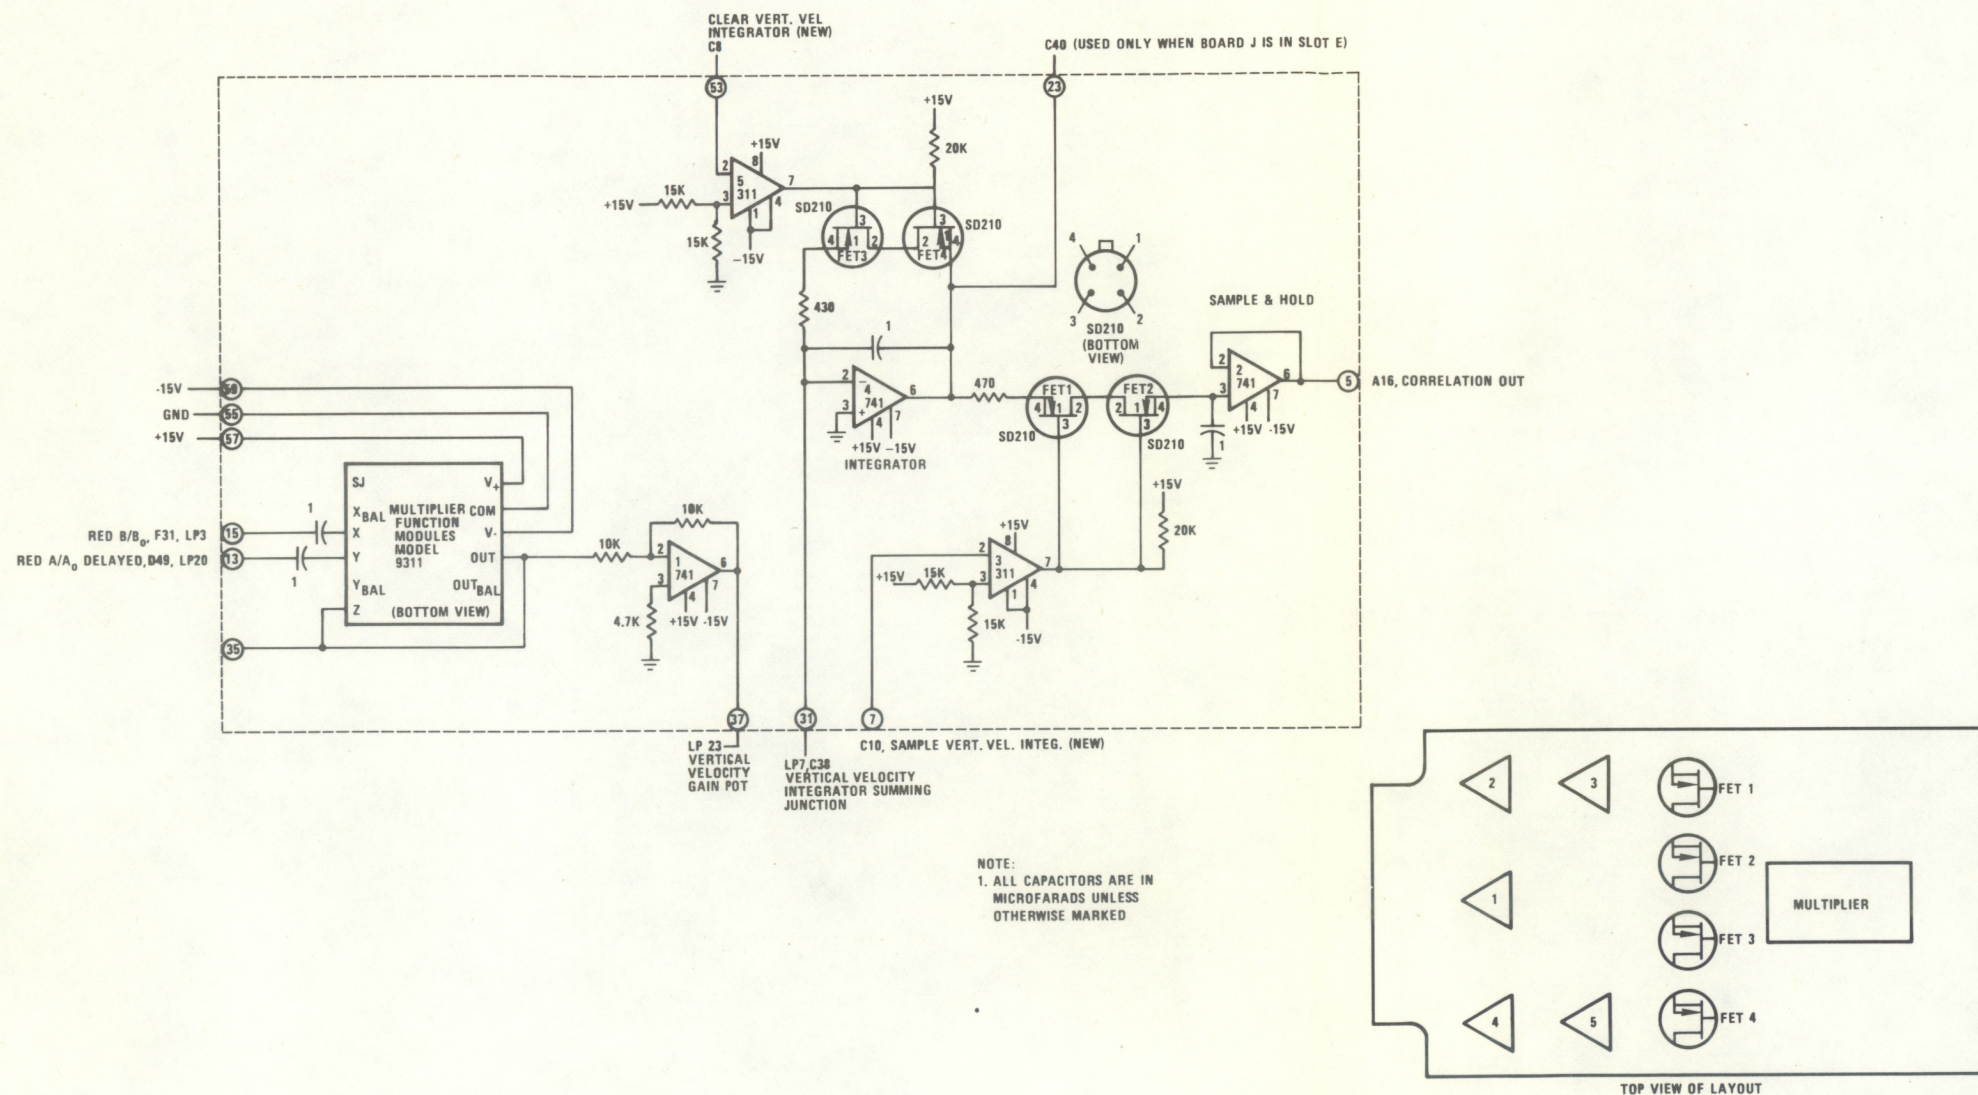 CLEAR VERT. VEL
INTEGRATOR (NEW)
C8
53
C40 (USED ONLY WHEN BOARD J IS IN SLOT E)
23
+15V
20K
+15V
8
2
5
311
7
3
1
4
15K
+15V
15K
-15V
SD210
3
4
1
2
FET3
SD210
3
2
1
4
FET4
430
1
2
-
4
741
6
3
+
4
7
+15V -15V
INTEGRATOR
4
1
3
2
SD210
(BOTTOM
VIEW)
SAMPLE & HOLD
2
2
741
6
3
4
7
+15V -15V
1
5
A16, CORRELATION OUT
470
FET1
4
1
2
3
SD210
FET2
2
1
4
3
SD210
+15V
20K
+15V
8
2
3
311
7
3
1
4
+15V
15K
15K
-15V
-15V
GND
55
+15V
57
SJ
V+
XBAL
MULTIPLIER
FUNCTION
MODULES
MODEL
9311
COM
X
V-
Y
OUT
YBAL
OUTBAL
Z
(BOTTOM VIEW)
RED B/B0, F31, LP3
15
1
RED A/A0 DELAYED, D49, LP20
13
1
35
10K
10K
2
1
741
6
3
4
7
4.7K
+15V -15V
37
31
7
LP 23
VERTICAL
VELOCITY
GAIN POT
LP7, C38
VERTICAL VELOCITY
INTEGRATOR SUMMING
JUNCTION
C10, SAMPLE VERT. VEL. INTEG. (NEW)
NOTE:
1. ALL CAPACITORS ARE IN
MICROFARADS UNLESS
OTHERWISE MARKED
2
3
FET 1
FET 2
1
MULTIPLIER
FET 3
4
5
FET 4
TOP VIEW OF LAYOUT